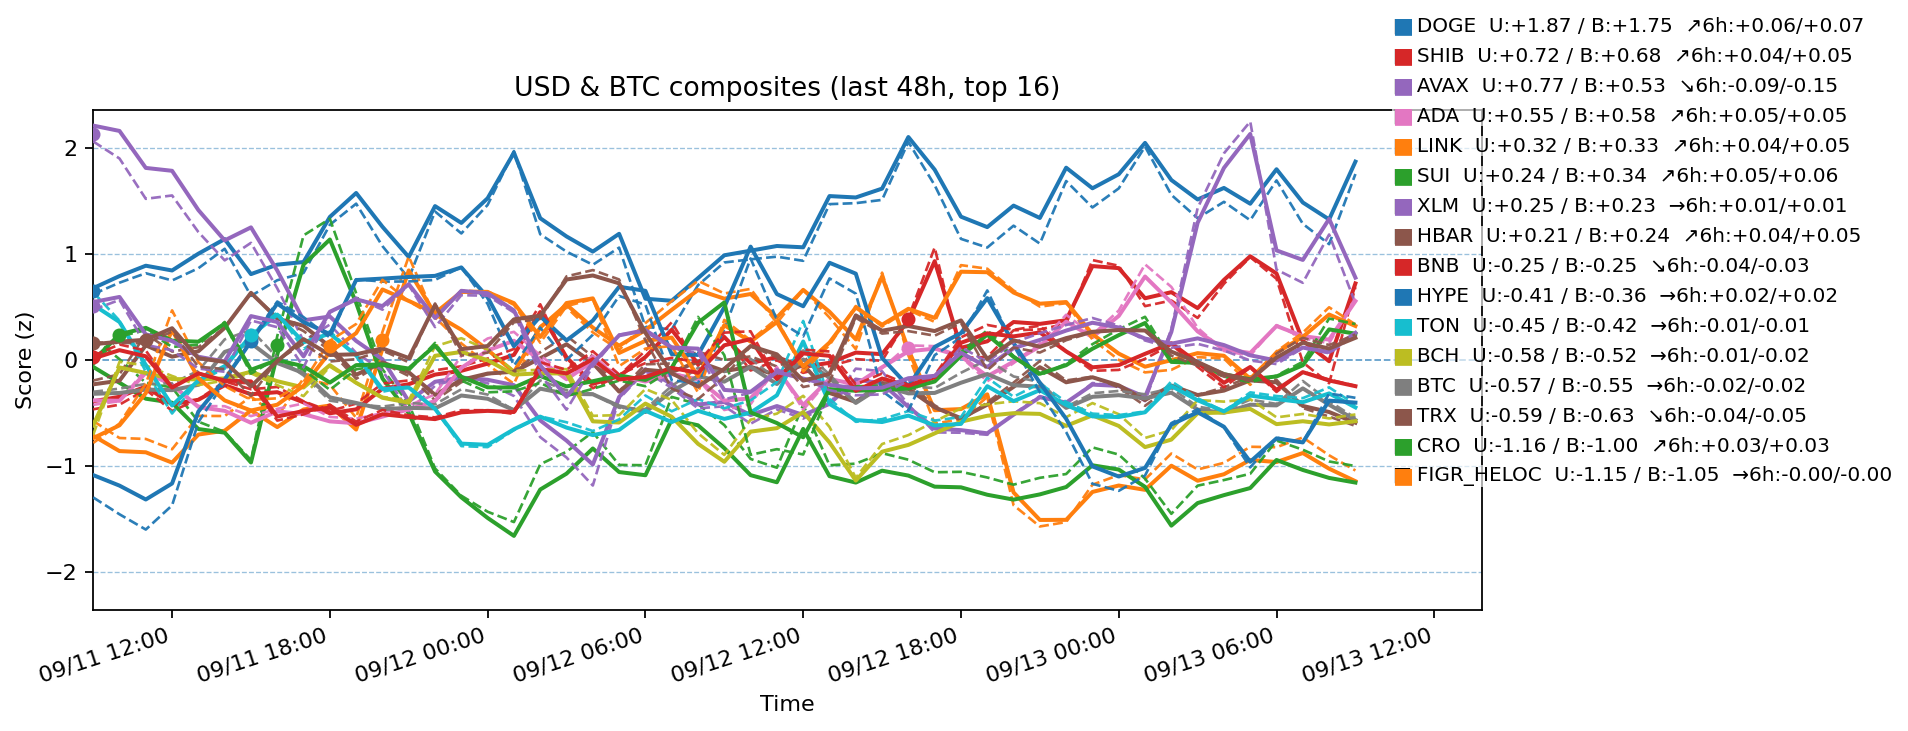 DOGE U:+1.87 / B:+1.75 ↗6h:+0.06/+0.07
SHIB U:+0.72 / B:+0.68 ↗6h:+0.04/+0.05
AVAX U:+0.77 / B:+0.53 ↘6h:-0.09/-0.15
ADA U:+0.55 / B:+0.58 ↗6h:+0.05/+0.05
LINK U:+0.32 / B:+0.33 ↗6h:+0.04/+0.05
SUI U:+0.24 / B:+0.34 ↗6h:+0.05/+0.06
XLM U:+0.25 / B:+0.23 →6h:+0.01/+0.01
HBAR U:+0.21 / B:+0.24 ↗6h:+0.04/+0.05
BNB U:-0.25 / B:-0.25 ↘6h:-0.04/-0.03
HYPE U:-0.41 / B:-0.36 →6h:+0.02/+0.02
TON U:-0.45 / B:-0.42 →6h:-0.01/-0.01
BCH U:-0.58 / B:-0.52 →6h:-0.01/-0.02
BTC U:-0.57 / B:-0.55 →6h:-0.02/-0.02
TRX U:-0.59 / B:-0.63 ↘6h:-0.04/-0.05
CRO U:-1.16 / B:-1.00 ↗6h:+0.03/+0.03
FIGR_HELOC U:-1.15 / B:-1.05 →6h:-0.00/-0.00
USD & BTC composites (last 48h, top 16)
Score (z)
2
1
0
−1
−2
09/11 12:00
09/11 18:00
09/12 00:00
09/12 06:00
09/12 12:00
09/12 18:00
09/13 00:00
09/13 06:00
09/13 12:00
Time